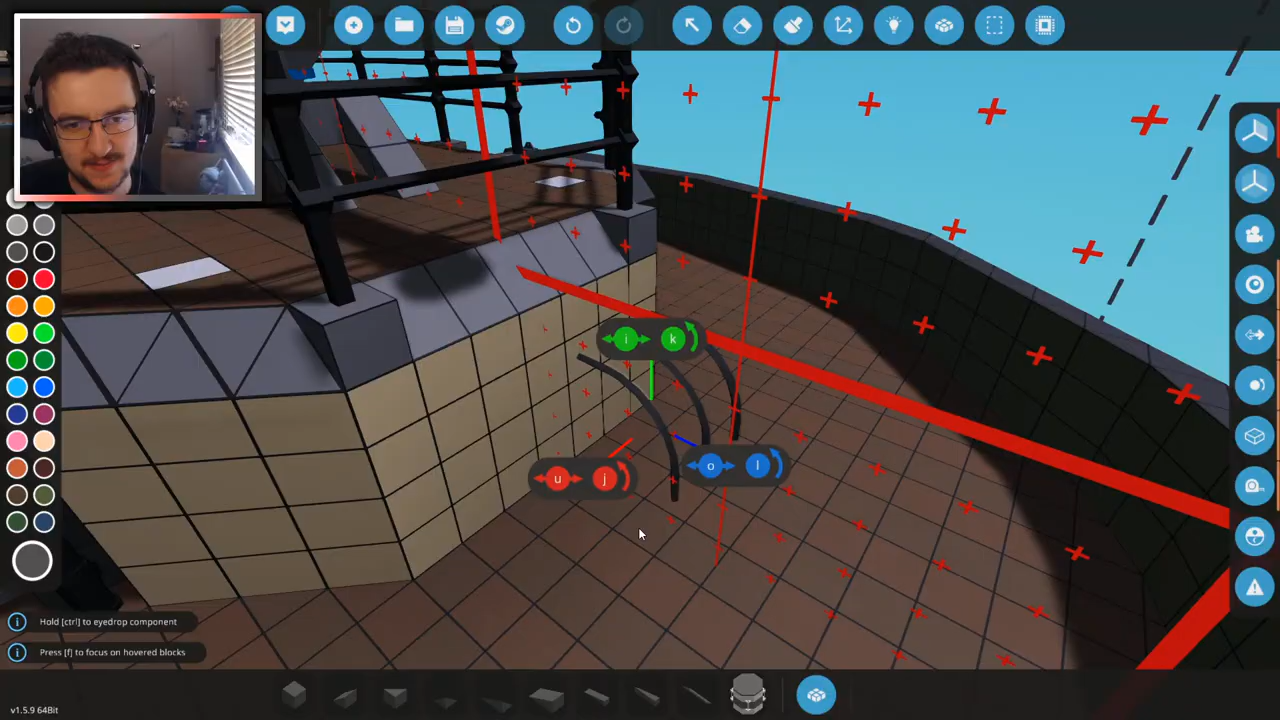 i k
o l
u j
Hold [ctrl] to eyedrop component
Press [f] to focus on hovered blocks
v1.5.9 64Bit